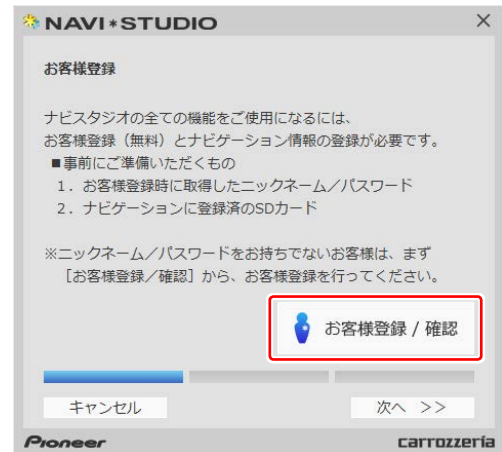 NAVI*STUDIO
お客様登録
ナビスタジオの全ての機能をご使用になるには、
お客様登録（無料）とナビゲーション情報の登録が必要です。
■事前にご準備いただくもの
１．お客様登録時に取得したニックネーム／パスワード
２．ナビゲーションに登録済のSDカード
※ニックネーム／パスワードをお持ちでないお客様は、まず
［お客様登録／確認］から、お客様登録を行ってください。
お客様登録 / 確認
キャンセル
次へ >>
Pioneer
carrozzeria